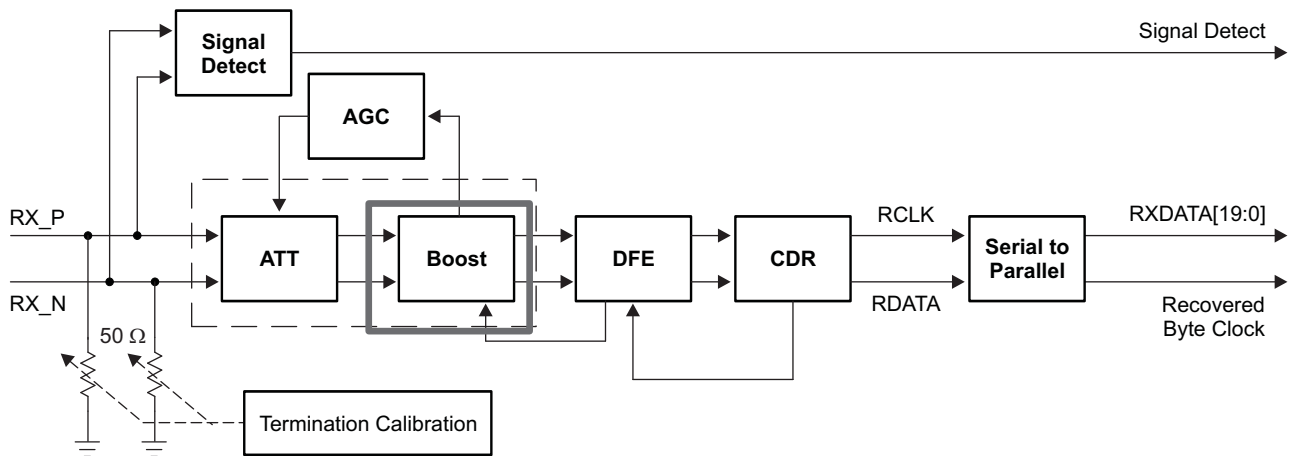 Signal
Detect
Signal Detect
AGC
RX_P
RX_N
ATT
Boost
DFE
CDR
RCLK
RDATA
Serial to
Parallel
RXDATA[19:0]
Recovered
Byte Clock
50 Ω
Termination Calibration